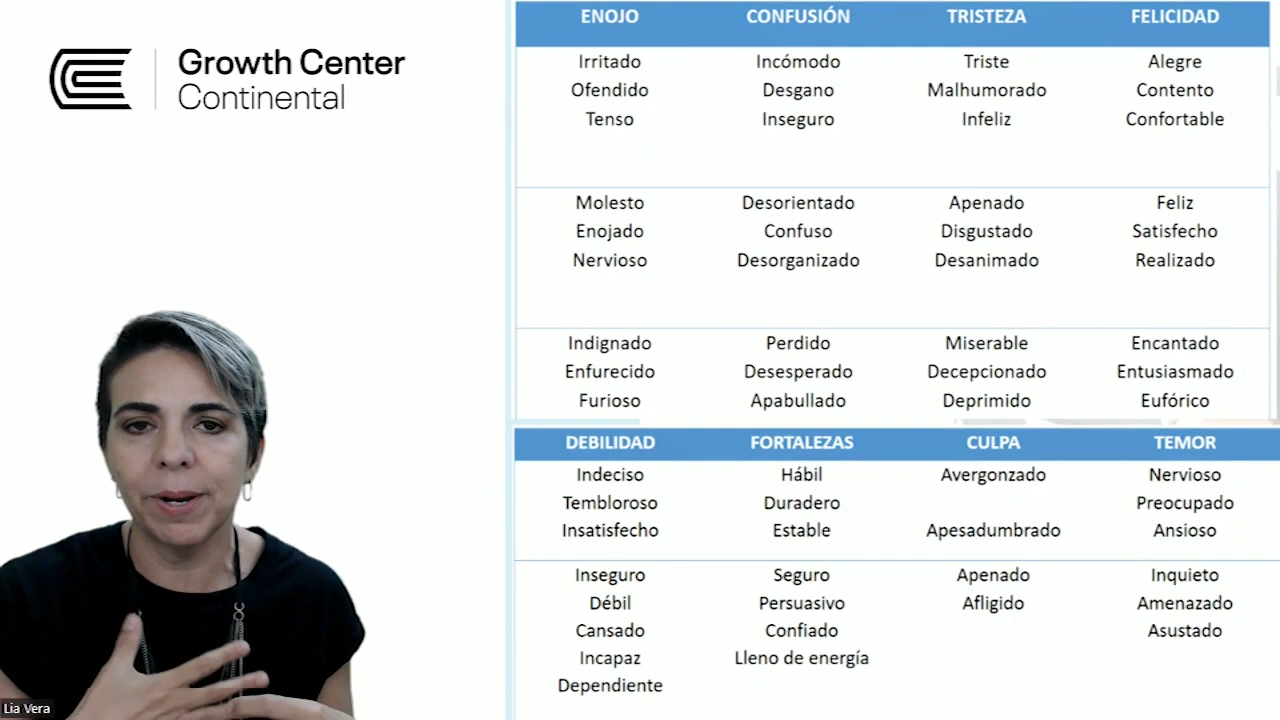 Growth Center
Continental
ENOJO CONFUSIÓN TRISTEZA FELICIDAD
Irritado Incómodo Triste Alegre
Ofendido Desgano Malhumorado Contento
Tenso Inseguro Infeliz Confortable
Molesto Desorientado Apenado Feliz
Enojado Confuso Disgustado Satisfecho
Nervioso Desorganizado Desanimado Realizado
Indignado Perdido Miserable Encantado
Enfurecido Desesperado Decepcionado Entusiasmado
Furioso Apabullado Deprimido Eufórico
DEBILIDAD FORTALEZAS CULPA TEMOR
Indeciso Hábil Avergonzado Nervioso
Tembloroso Duradero Preocupado
Insatisfecho Estable Apesadumbrado Ansioso
Inseguro Seguro Apenado Inquieto
Débil Persuasivo Afligido Amenazado
Cansado Confiado Asustado
Incapaz Lleno de energía
Dependiente
Lia Vera